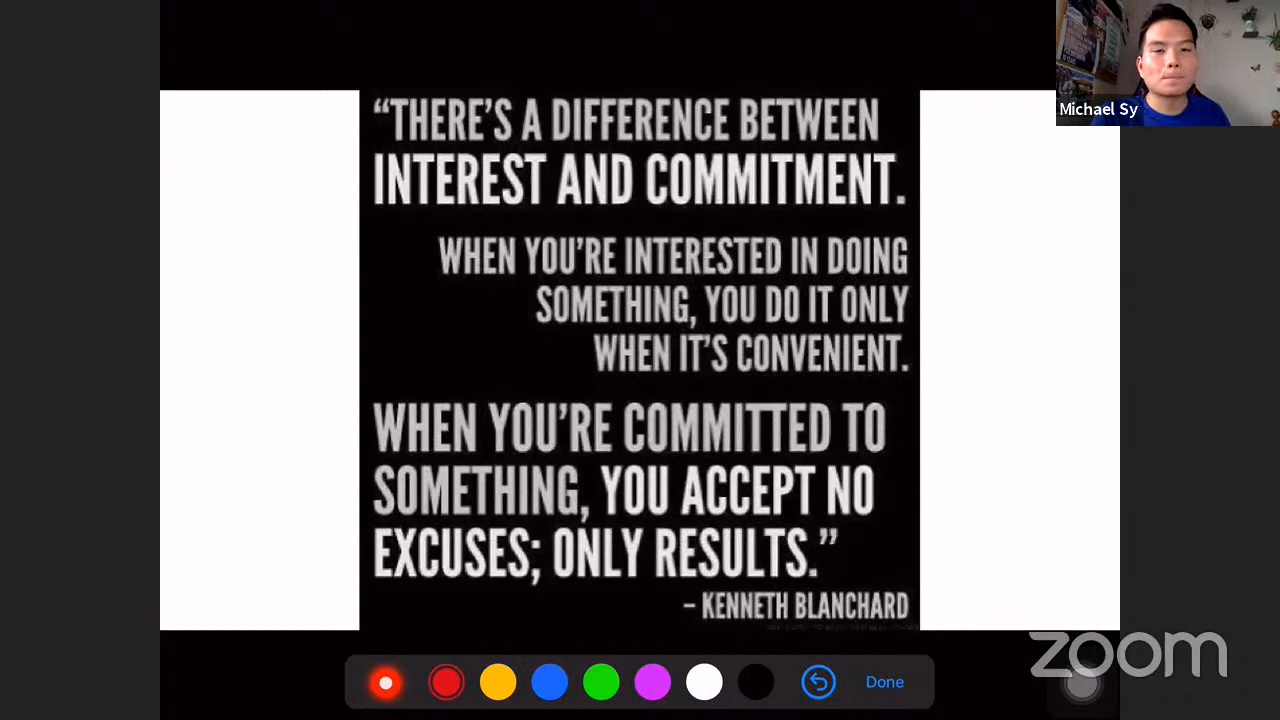 Michael Sy
“THERE’S A DIFFERENCE BETWEEN
INTEREST AND COMMITMENT.
WHEN YOU’RE INTERESTED IN DOING
SOMETHING, YOU DO IT ONLY
WHEN IT’S CONVENIENT.
WHEN YOU’RE COMMITTED TO
SOMETHING, YOU ACCEPT NO
EXCUSES; ONLY RESULTS.”
– KENNETH BLANCHARD
zoom
Done